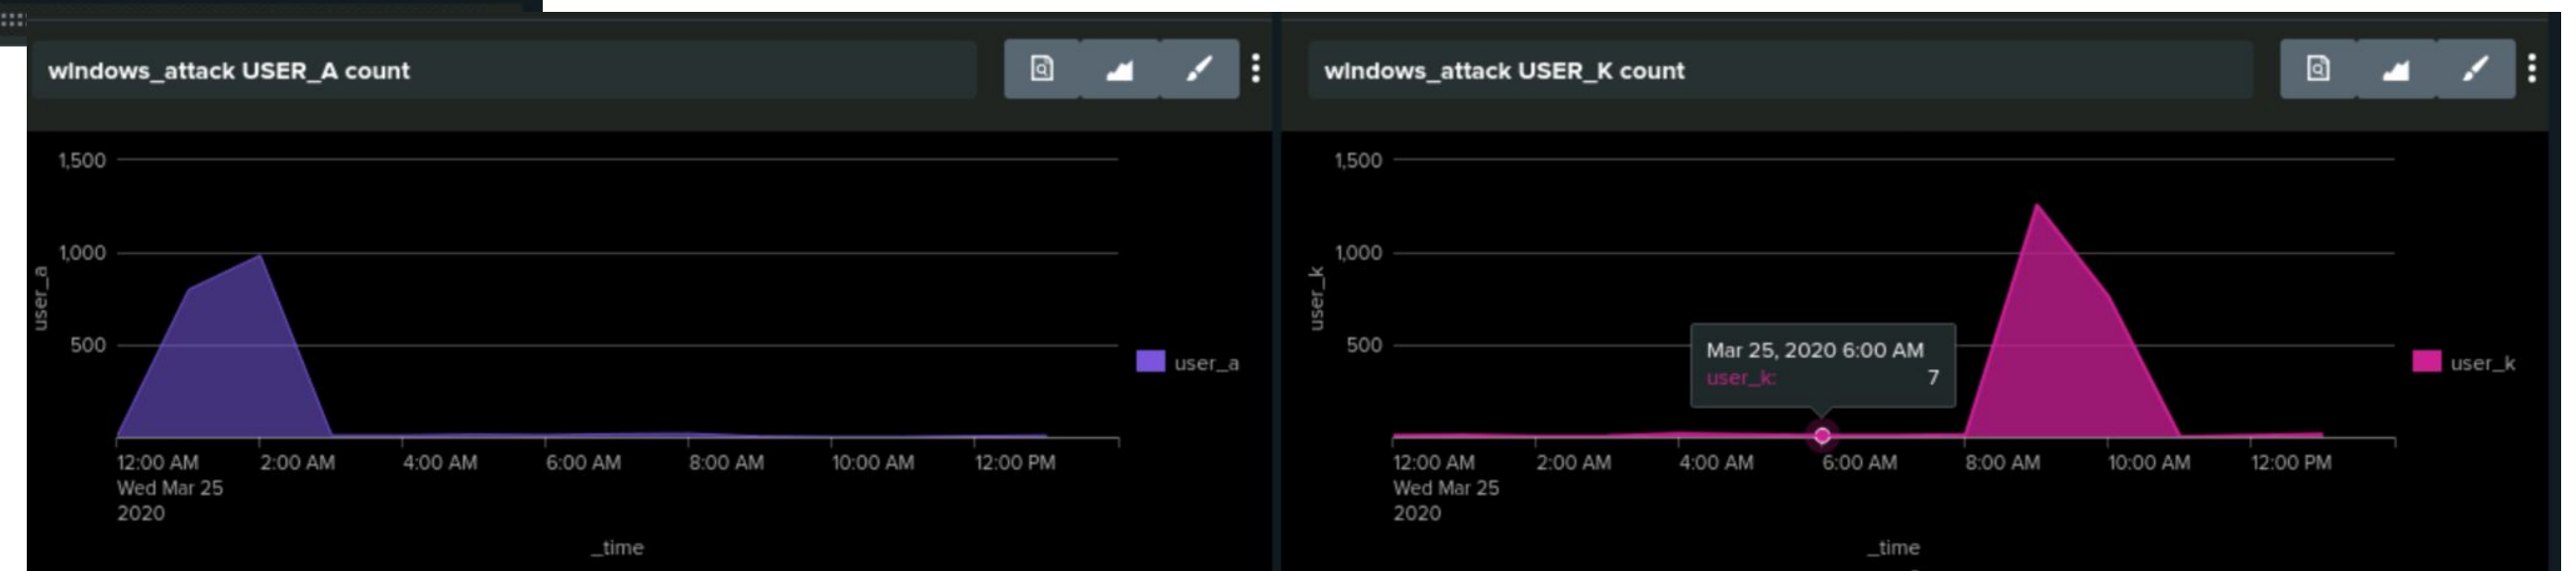 windows_attack USER_A count
1,500
1,000
500
user_a
user_a
12:00 AM 2:00 AM 4:00 AM 6:00 AM 8:00 AM 10:00 AM 12:00 PM
Wed Mar 25
2020
_time
windows_attack USER_K count
1,500
1,000
500
user_k
Mar 25, 2020 6:00 AM
user_k: 7
user_k
12:00 AM 2:00 AM 4:00 AM 6:00 AM 8:00 AM 10:00 AM 12:00 PM
Wed Mar 25
2020
_time